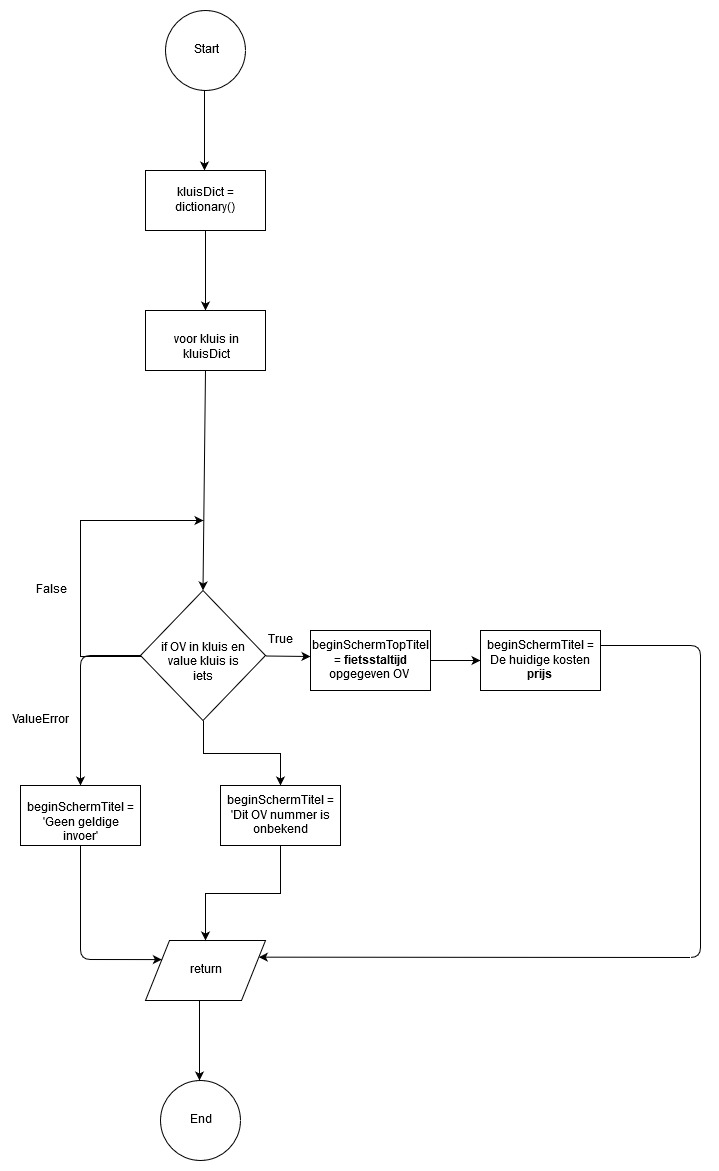 Start
kluisDict =
dictionary()
voor kluis in
kluisDict
False
if OV in kluis en
value kluis is
iets
True
beginSchermTopTitel
= fietsstaltijd
opgegeven OV
beginSchermTitel =
De huidige kosten
prijs
ValueError
beginSchermTitel =
'Geen geldige
invoer'
beginSchermTitel =
'Dit OV nummer is
onbekend
return
End